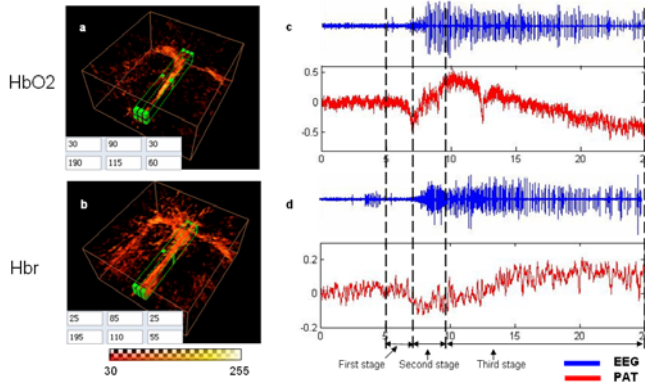 a
HbO2
30 90 30
190 115 60
b
Hbr
25 85 25
195 110 55
30 255
c
0.5
0
-0.5
0 5 10 15 20 25
d
0.2
0
-0.2
0 5 10 15 20 25
First stage Second stage Third stage
EEG
PAT